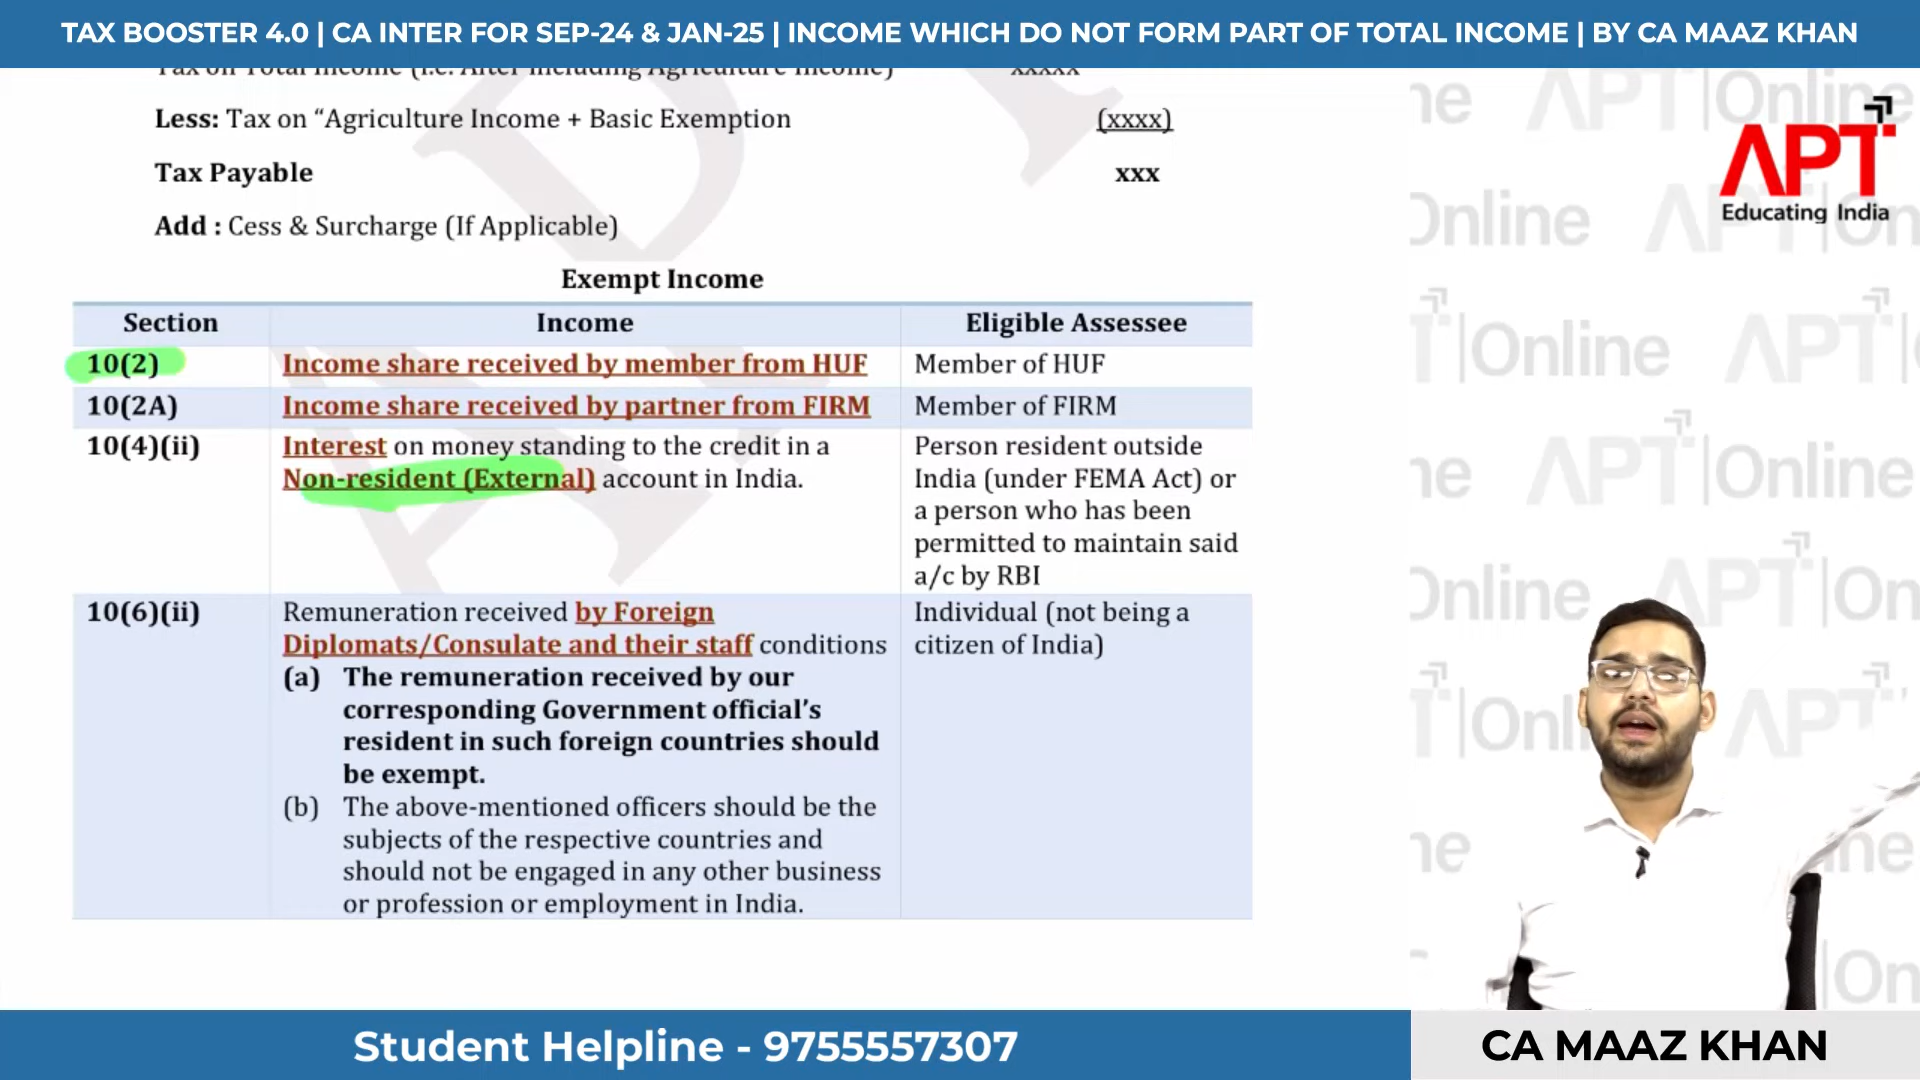 TAX BOOSTER 4.0 | CA INTER FOR SEP-24 & JAN-25 | INCOME WHICH DO NOT FORM PART OF TOTAL INCOME | BY CA MAAZ KHAN
Tax on Total Income (i.e. After including Agriculture Income) xxxxx
Less: Tax on “Agriculture Income + Basic Exemption (xxxx)
Tax Payable xxx
Add : Cess & Surcharge (If Applicable)
Exempt Income
Section Income Eligible Assessee
10(2) Income share received by member from HUF Member of HUF
10(2A) Income share received by partner from FIRM Member of FIRM
10(4)(ii) Interest on money standing to the credit in a Person resident outside
Non-resident (External) account in India. India (under FEMA Act) or
a person who has been
permitted to maintain said
a/c by RBI
10(6)(ii) Remuneration received by Foreign Individual (not being a
Diplomats/Consulate and their staff conditions citizen of India)
(a) The remuneration received by our
corresponding Government official’s
resident in such foreign countries should
be exempt.
(b) The above-mentioned officers should be the
subjects of the respective countries and
should not be engaged in any other business
or profession or employment in India.
APT
Educating India
Student Helpline - 9755557307
CA MAAZ KHAN